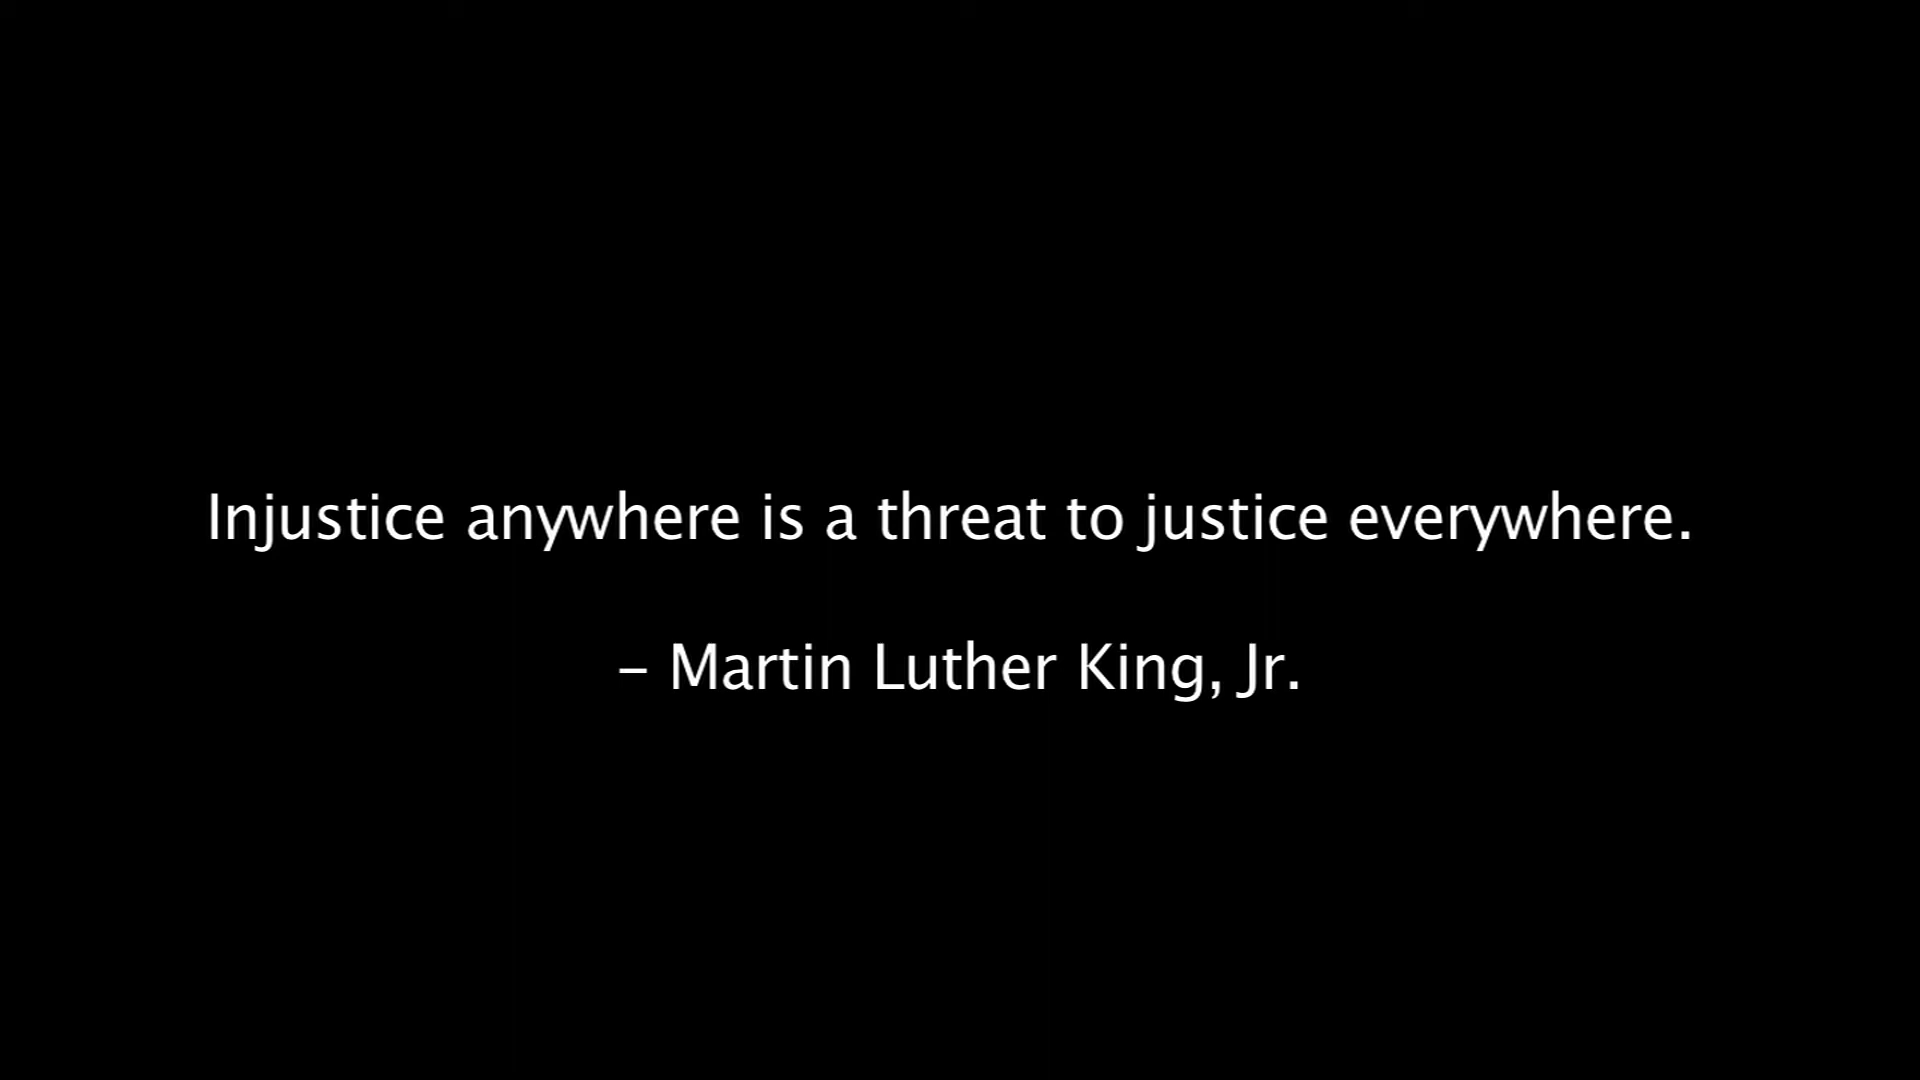 Injustice anywhere is a threat to justice everywhere.
– Martin Luther King, Jr.